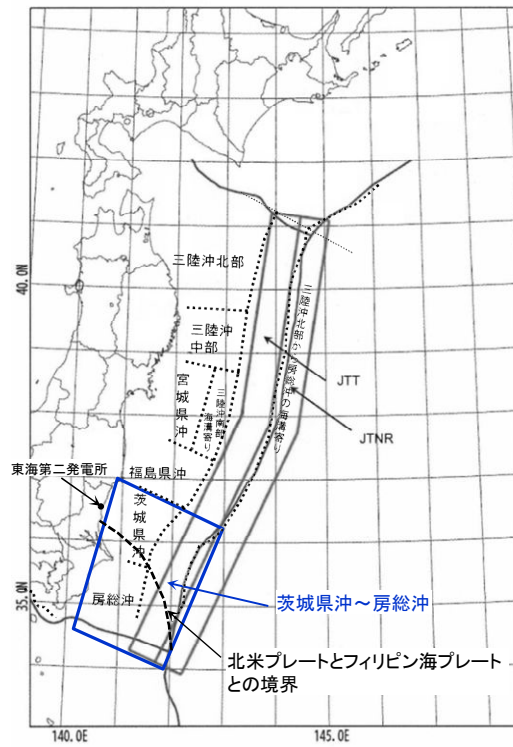 40.0N
35.0N
140.0E
145.0E
三陸沖北部
三陸沖
中部
宮城県沖
三陸沖南部
海溝寄り
三陸沖北部から房総沖の海溝寄り
JTT
JTNR
東海第二発電所
福島県沖
茨城県沖
房総沖
茨城県沖～房総沖
北米プレートとフィリピン海プレート
との境界